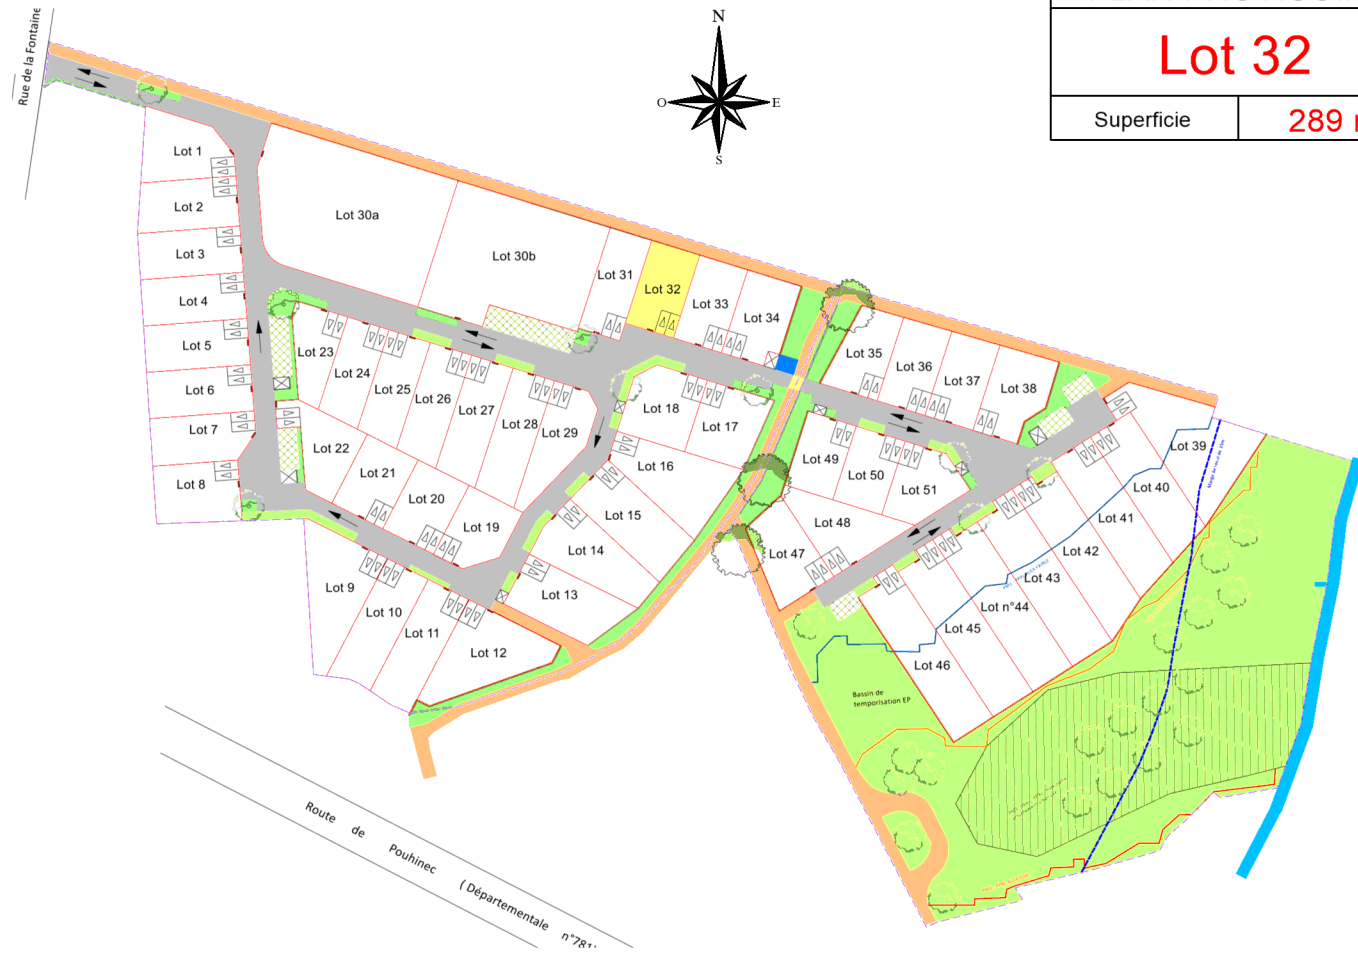 Lot 32
Superficie
289
N
O
E
S
Rue de la Fontaine
Lot 1
Lot 2
Lot 3
Lot 4
Lot 5
Lot 6
Lot 7
Lot 8
Lot 30a
Lot 30b
Lot 31
Lot 32
Lot 33
Lot 34
Lot 35
Lot 36
Lot 37
Lot 38
Lot 39
Lot 40
Lot 41
Lot 42
Lot 43
Lot n°44
Lot 45
Lot 46
Lot 23
Lot 24
Lot 25
Lot 26
Lot 27
Lot 28
Lot 29
Lot 18
Lot 17
Lot 16
Lot 15
Lot 14
Lot 13
Lot 22
Lot 21
Lot 20
Lot 19
Lot 49
Lot 50
Lot 51
Lot 48
Lot 47
Lot 9
Lot 10
Lot 11
Lot 12
Bassin de
temporisation EP
Route de Pouhinec (Départementale n°781)